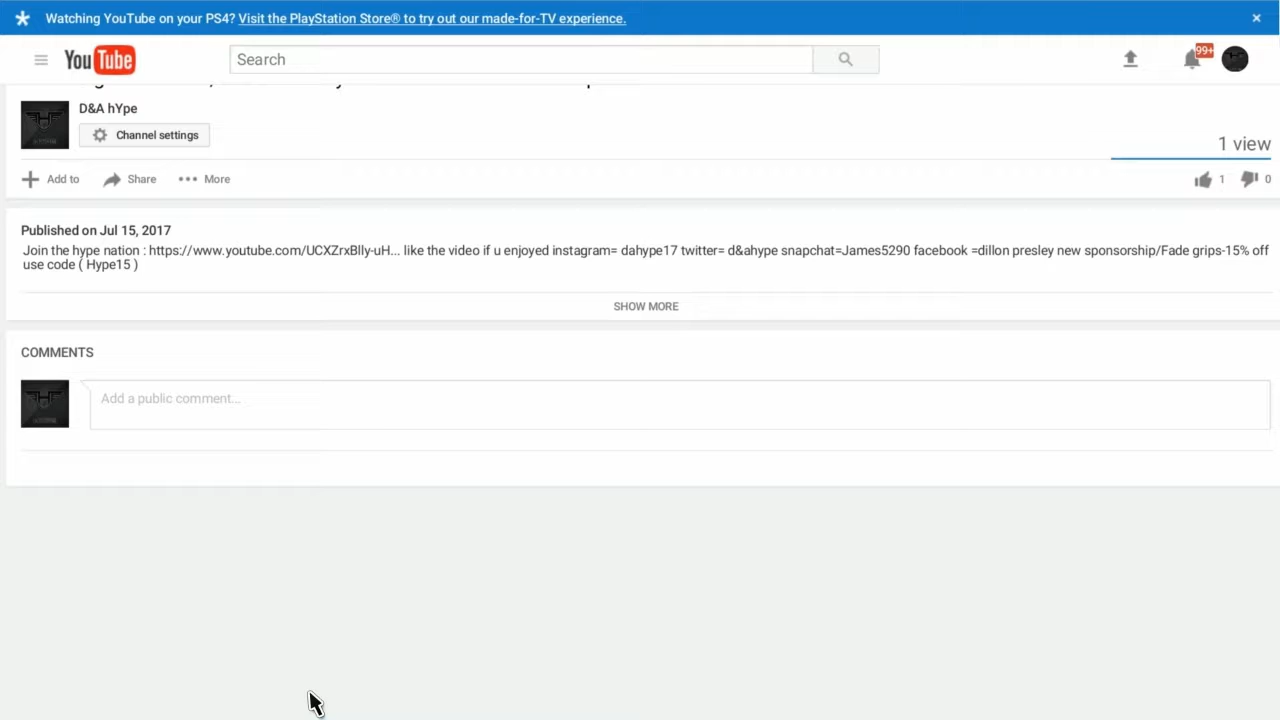 Watching YouTube on your PS4? Visit the PlayStation Store® to try out our made-for-TV experience.
YouTube
Search
99+
D&A hYpe
Channel settings
1 view
Add to
Share
More
1
0
Published on Jul 15, 2017
Join the hype nation : https://www.youtube.com/UCXZrxBlly-uH... like the video if u enjoyed instagram= dahype17 twitter= d&ahype snapchat=James5290 facebook =dillon presley new sponsorship/Fade grips-15% off
use code ( Hype15 )
SHOW MORE
COMMENTS
Add a public comment...